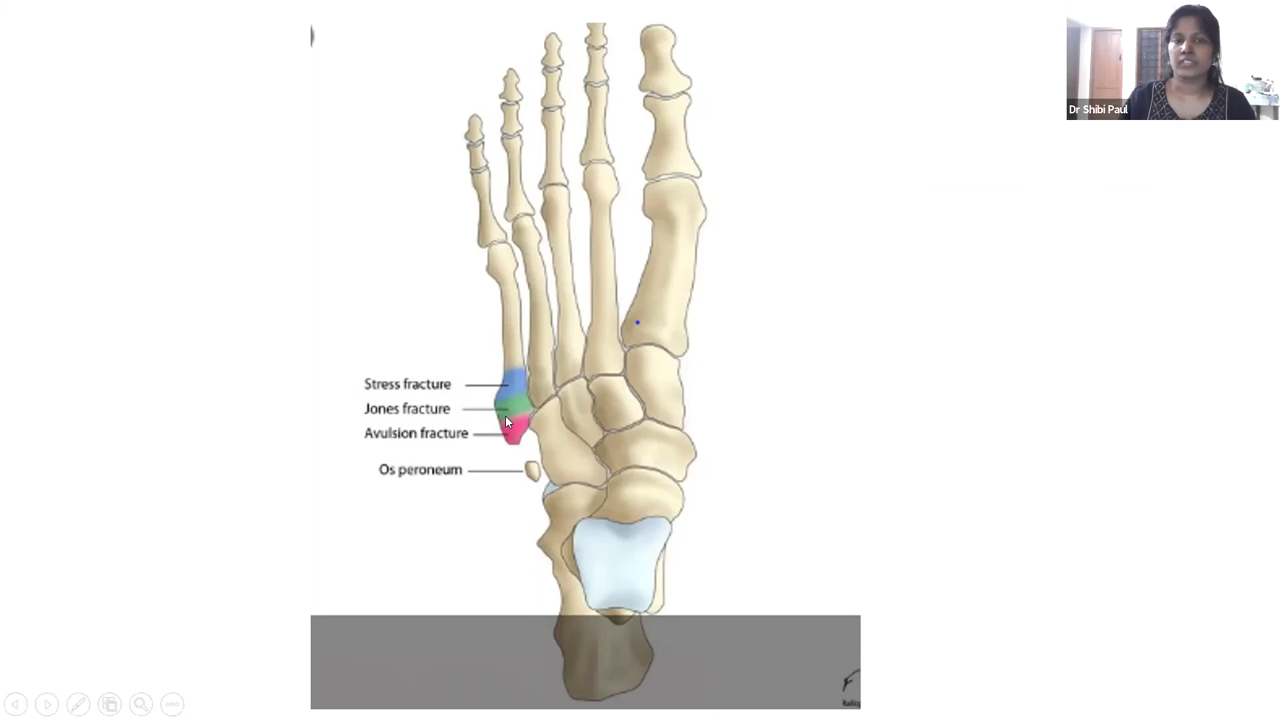 Dr Shibi Paul
Stress fracture
Jones fracture
Avulsion fracture
Os peroneum